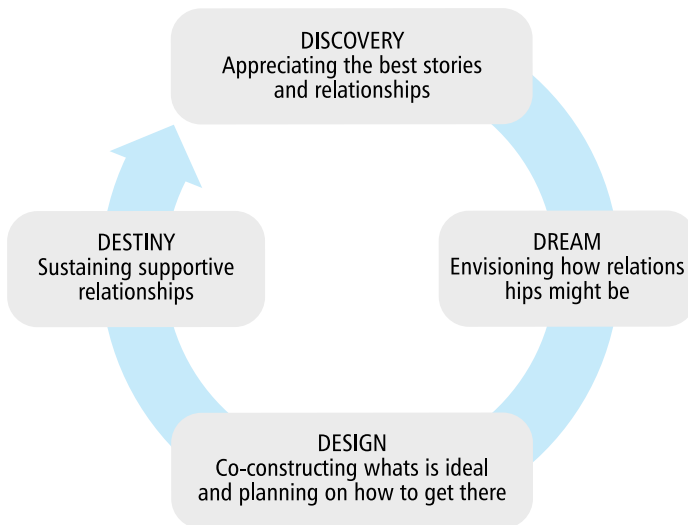 DISCOVERY
Appreciating the best stories
and relationships
DREAM
Envisioning how relations
hips might be
DESIGN
Co-constructing whats is ideal
and planning on how to get there
DESTINY
Sustaining supportive
relationships